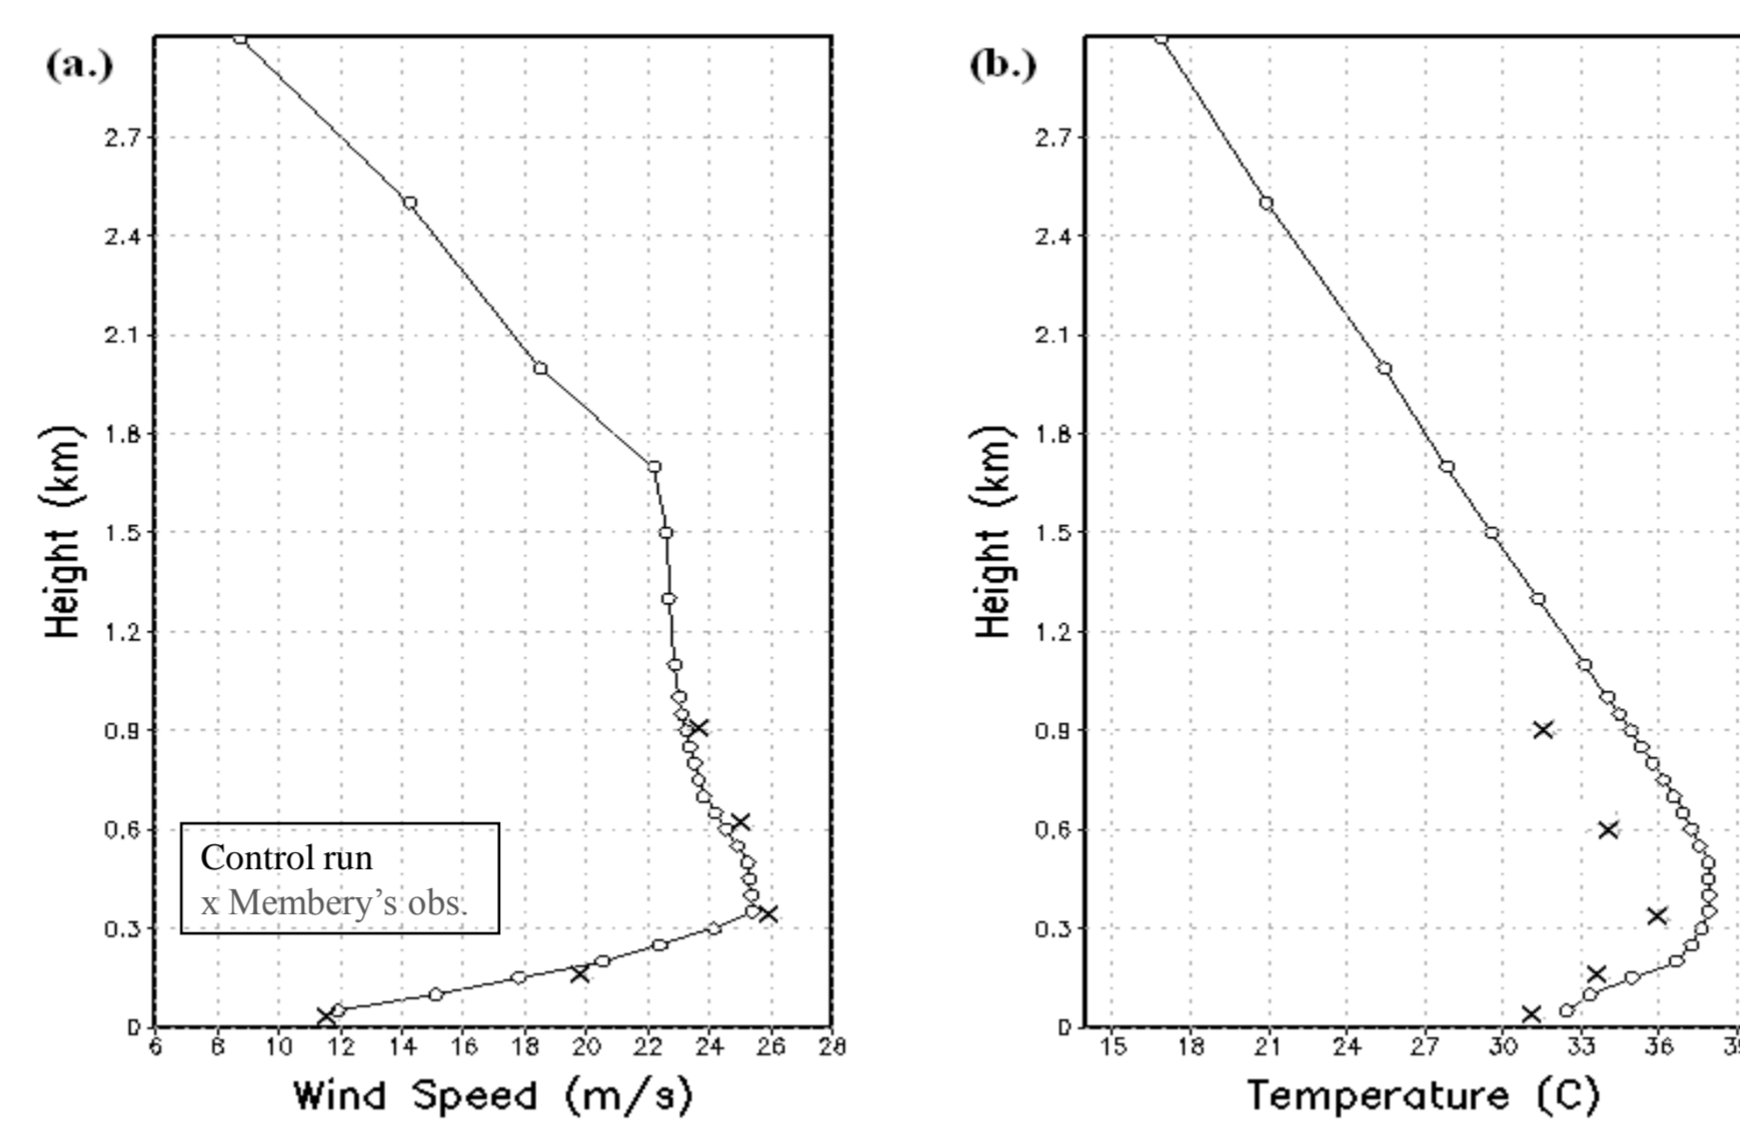 (a.)
2.7
2.4
2.1
1.8
1.5
1.2
0.9
0.6
0.3
0
Height (km)
Control run
x Membery's obs.
6 8 10 12 14 16 18 20 22 24 26 28
Wind Speed (m/s)
(b.)
2.7
2.4
2.1
1.8
1.5
1.2
0.9
0.6
0.3
0
Height (km)
15 18 21 24 27 30 33 36
Temperature (C)